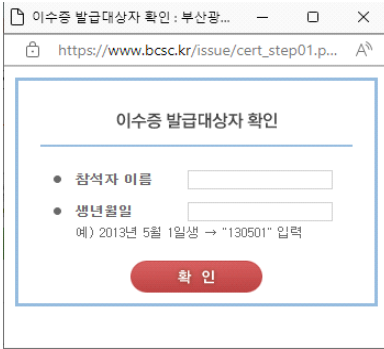 이수증 발급대상자 확인 : 부산광...
https://www.bcsc.kr/issue/cert_step01.p...
이수증 발급대상자 확인
참석자 이름
생년월일
예) 2013년 5월 1일생 → "130501" 입력
확 인